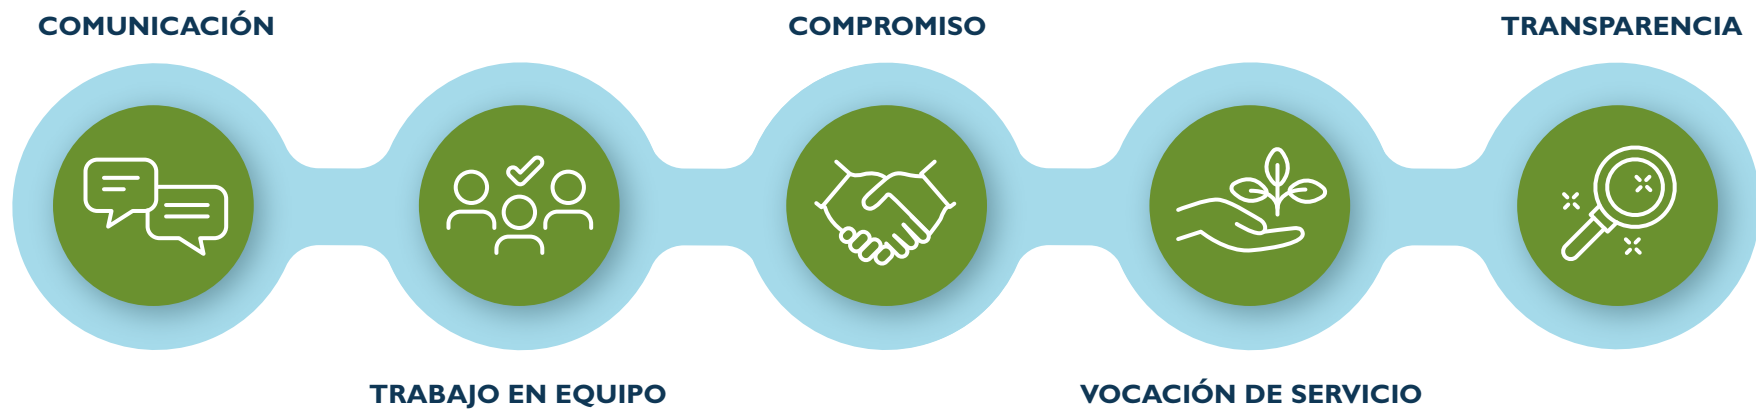 COMUNICACIÓN
TRABAJO EN EQUIPO
COMPROMISO
VOCACIÓN DE SERVICIO
TRANSPARENCIA